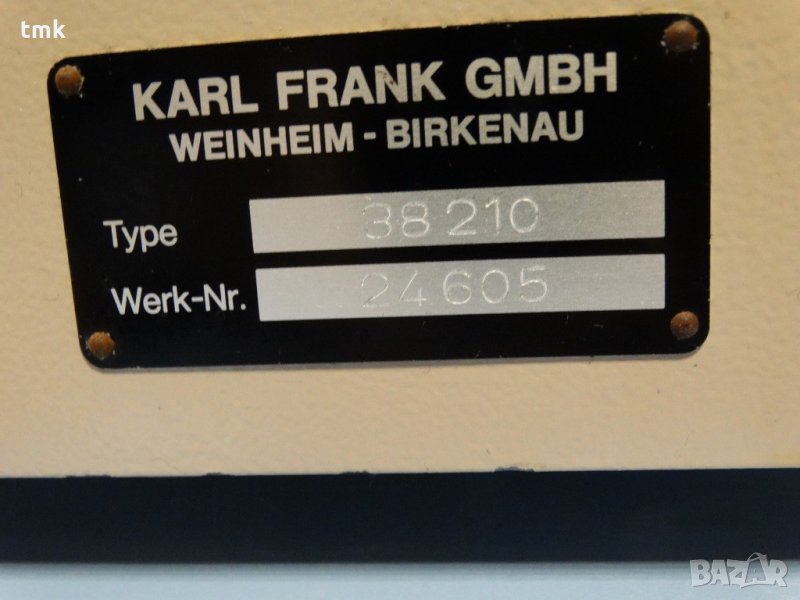 tmk
KARL FRANK GMBH
WEINHEIM - BIRKENAU
Type 38 210
Werk-Nr. 24 605
BAZAR